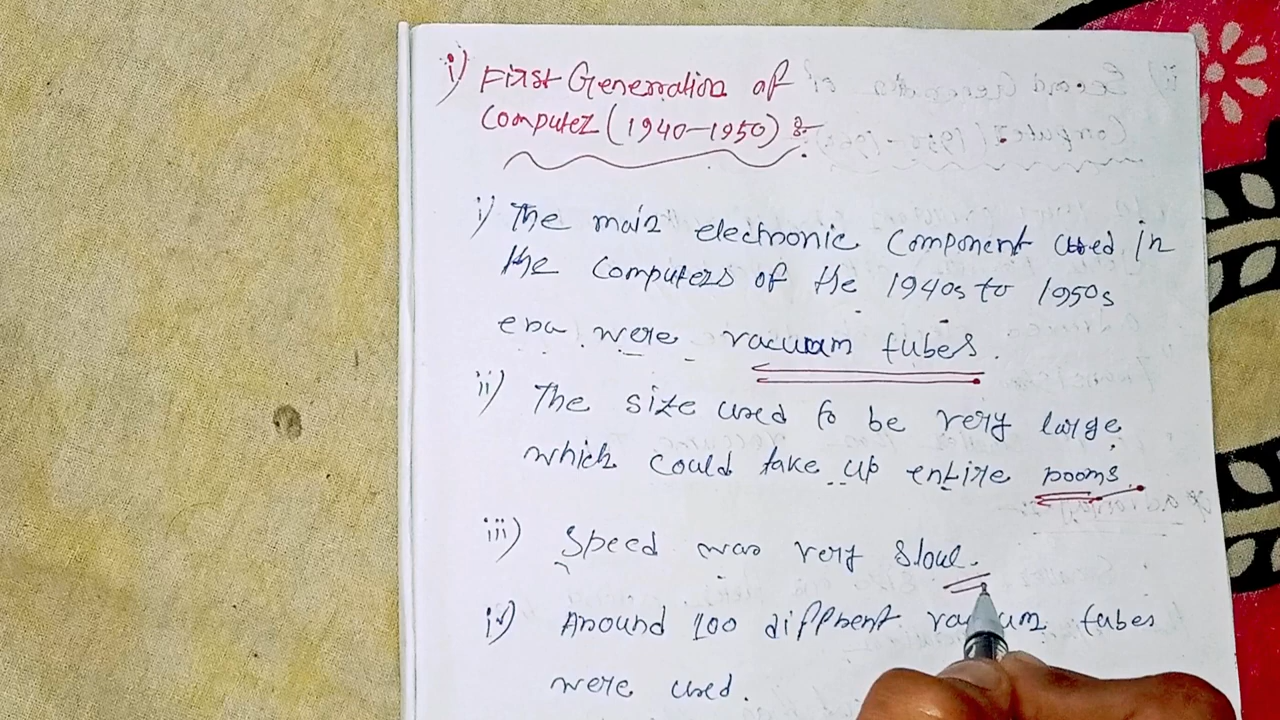 i) First Generation of
Computer (1940-1950) :-
i) The main electronic component used in
the computers of the 1940s to 1950s
era were vacuum tubes.
ii) The size used to be very large
which could take up entire rooms.
iii) Speed was very slow.
iv) Around 100 different vacuum tubes
were used.